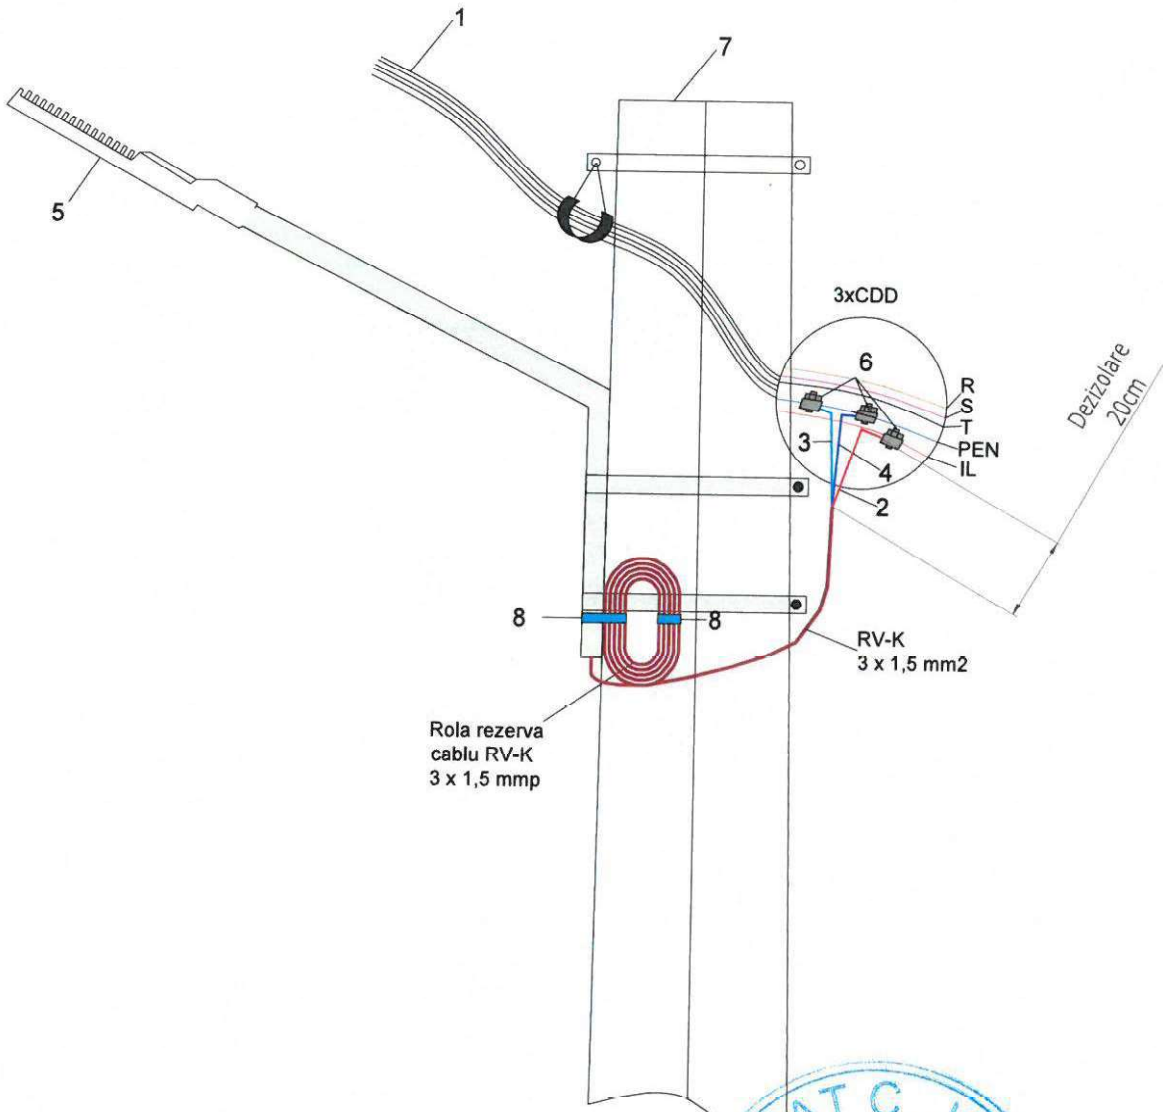 1
7
5
3xCDD
6
R
S
T
PEN
IL
Dezizolare
20cm
3
4
2
8
8
RV-K
3 x 1,5 mm2
Rola rezerva
cablu RV-K
3 x 1,5 mmp